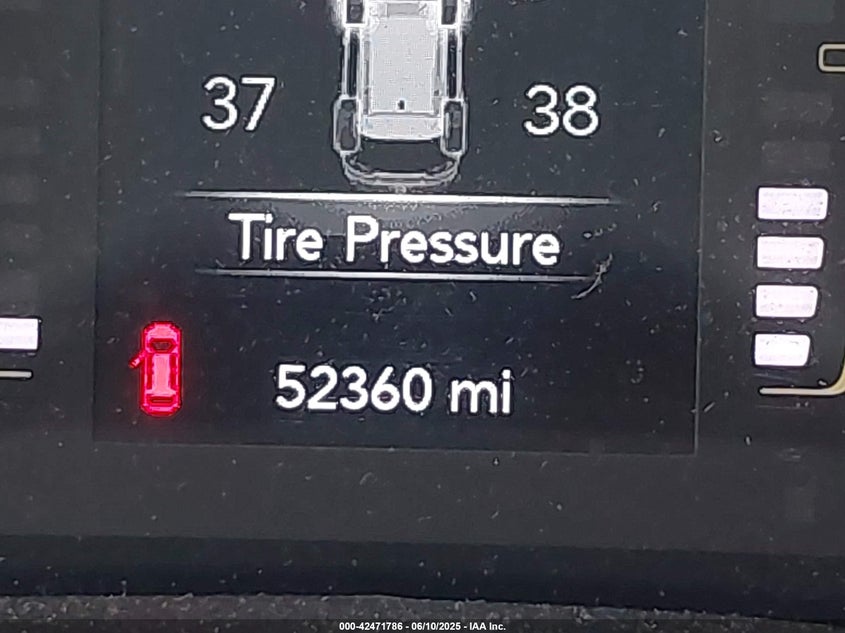 37 38
Tire Pressure
52360 mi
000-42471786 - 06/10/2025 - IAA Inc.